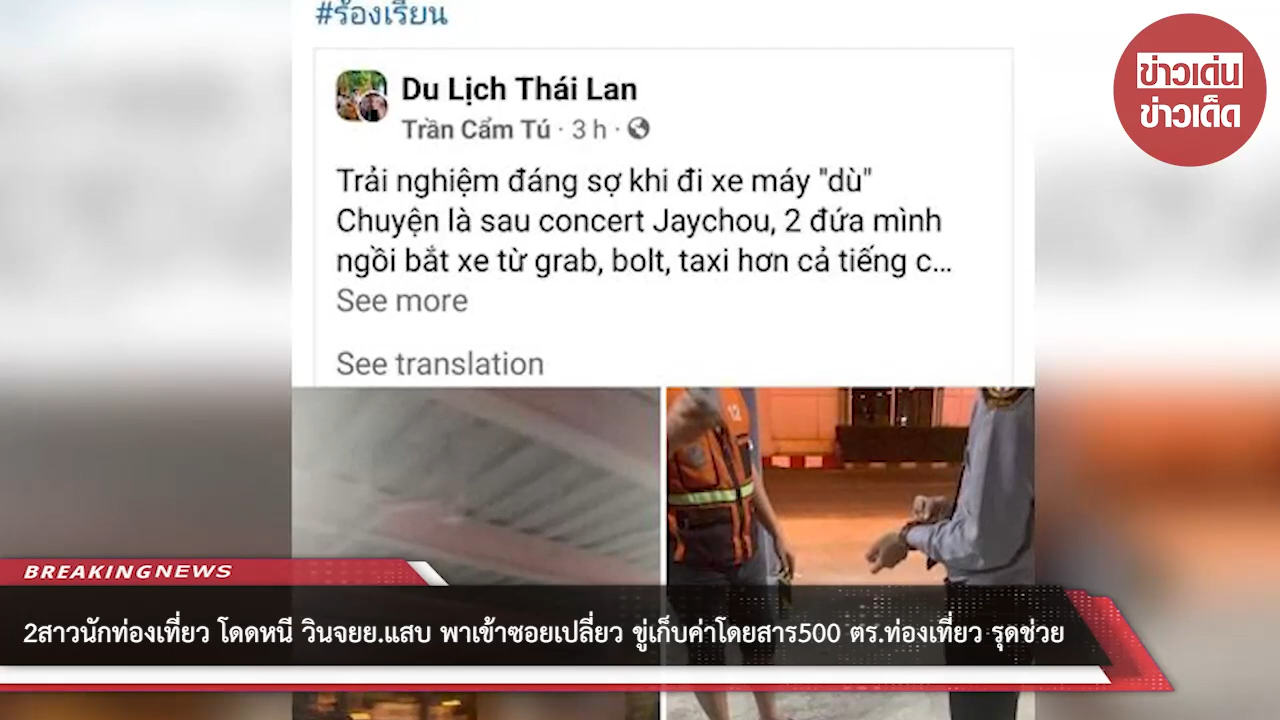 #ร้องเรียน
ข่าวเด่น
ข่าวเด็ด
Du Lịch Thái Lan
Trần Cẩm Tú · 3 h ·
Trải nghiệm đáng sợ khi đi xe máy "dù"
Chuyện là sau concert Jaychou, 2 đứa mình
ngồi bắt xe từ grab, bolt, taxi hơn cả tiếng c...
See more
See translation
12
BREAKINGNEWS
2สาวนักท่องเที่ยว โดดหนี วินจยย.แสบ พาเข้าซอยเปลี่ยว ขู่เก็บค่าโดยสาร500 ตร.ท่องเที่ยว รุดช่วย